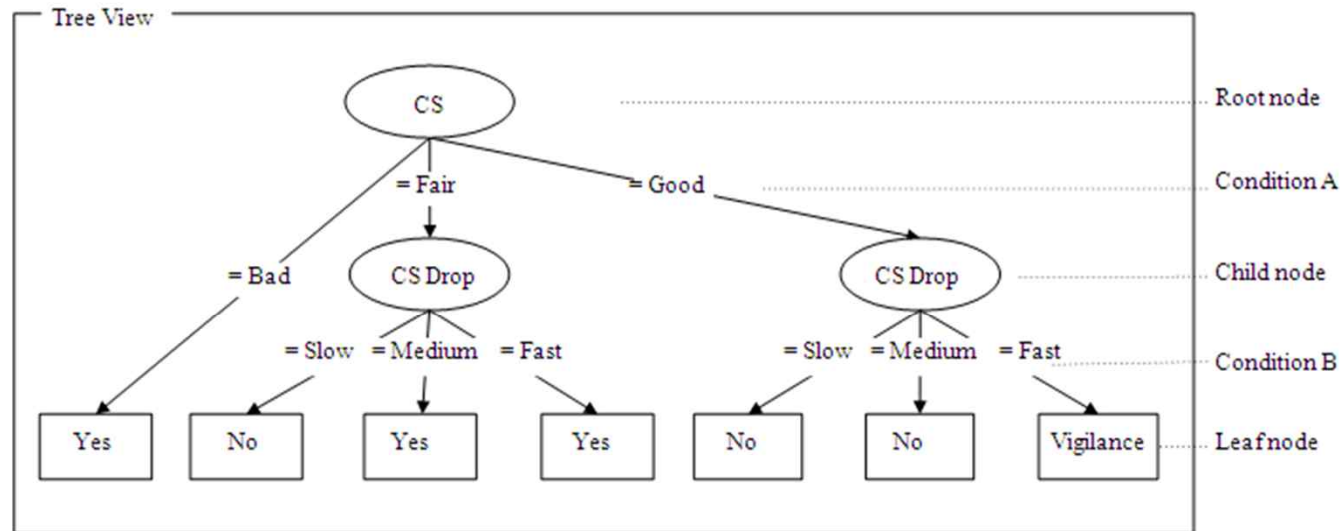 Tree View
CS
Root node
= Fair
= Good
Condition A
= Bad
CS Drop
CS Drop
Child node
= Slow
= Medium
= Fast
= Slow
= Medium
= Fast
Condition B
Yes
No
Yes
Yes
No
No
Vigilance
Leaf node